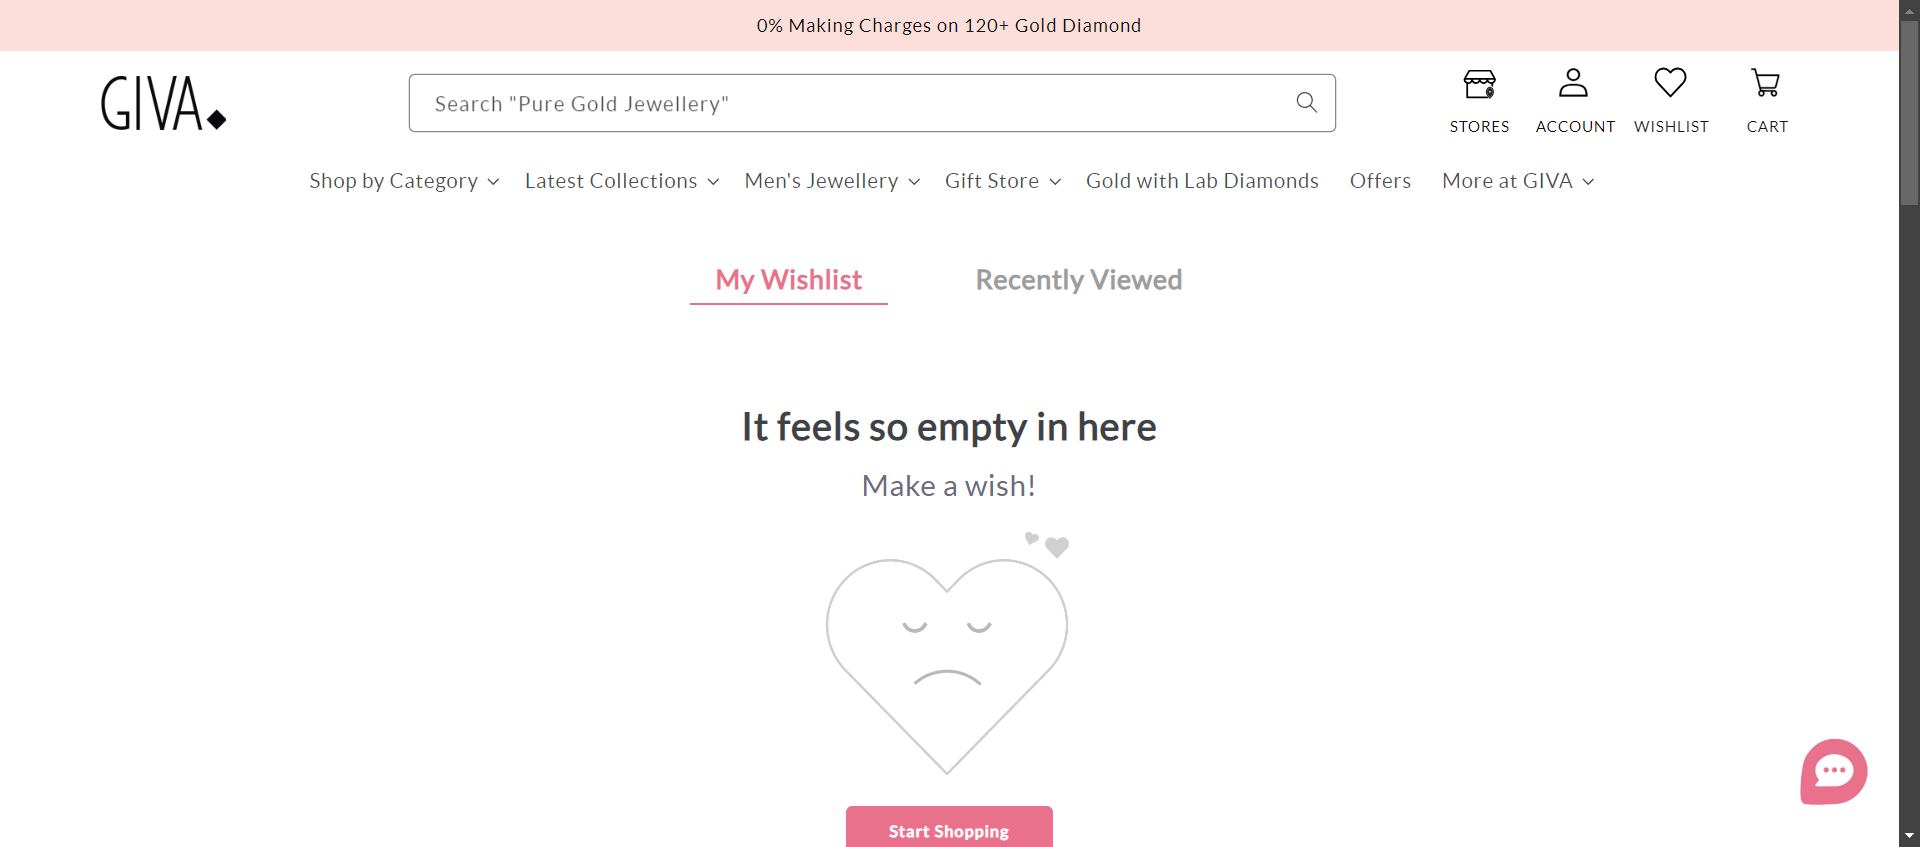 0% Making Charges on 120+ Gold Diamond
GIVA
Search "Pure Gold Jewellery"
STORES
ACCOUNT
WISHLIST
CART
Shop by Category
Latest Collections
Men's Jewellery
Gift Store
Gold with Lab Diamonds
Offers
More at GIVA
My Wishlist
Recently Viewed
It feels so empty in here
Make a wish!
Start Shopping